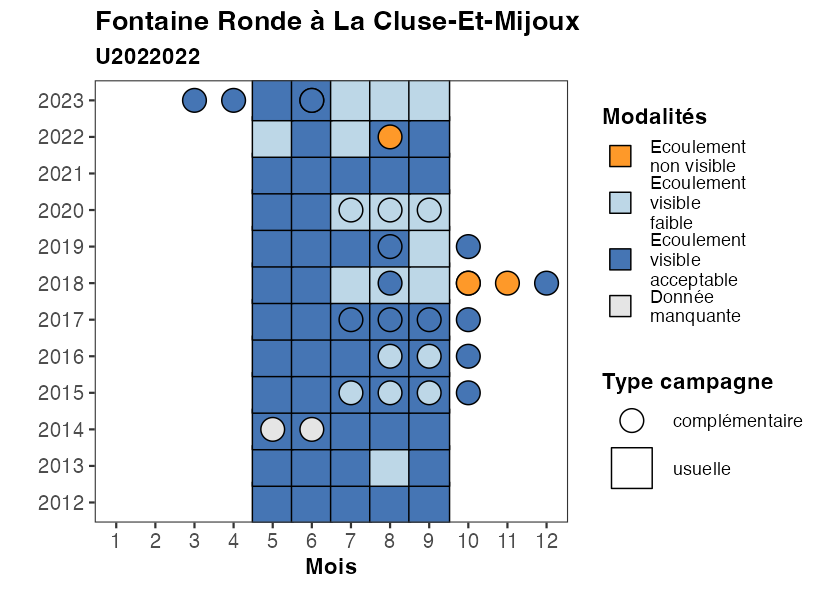 Fontaine Ronde à La Cluse-Et-Mijoux
U2022022
2023
2022
2021
2020
2019
2018
2017
2016
2015
2014
2013
2012
1 2 3 4 5 6 7 8 9 10 11 12
Mois
Modalités
Ecoulement
non visible
Ecoulement
visible
faible
Ecoulement
visible
acceptable
Donnée
manquante
Type campagne
complémentaire
usuelle